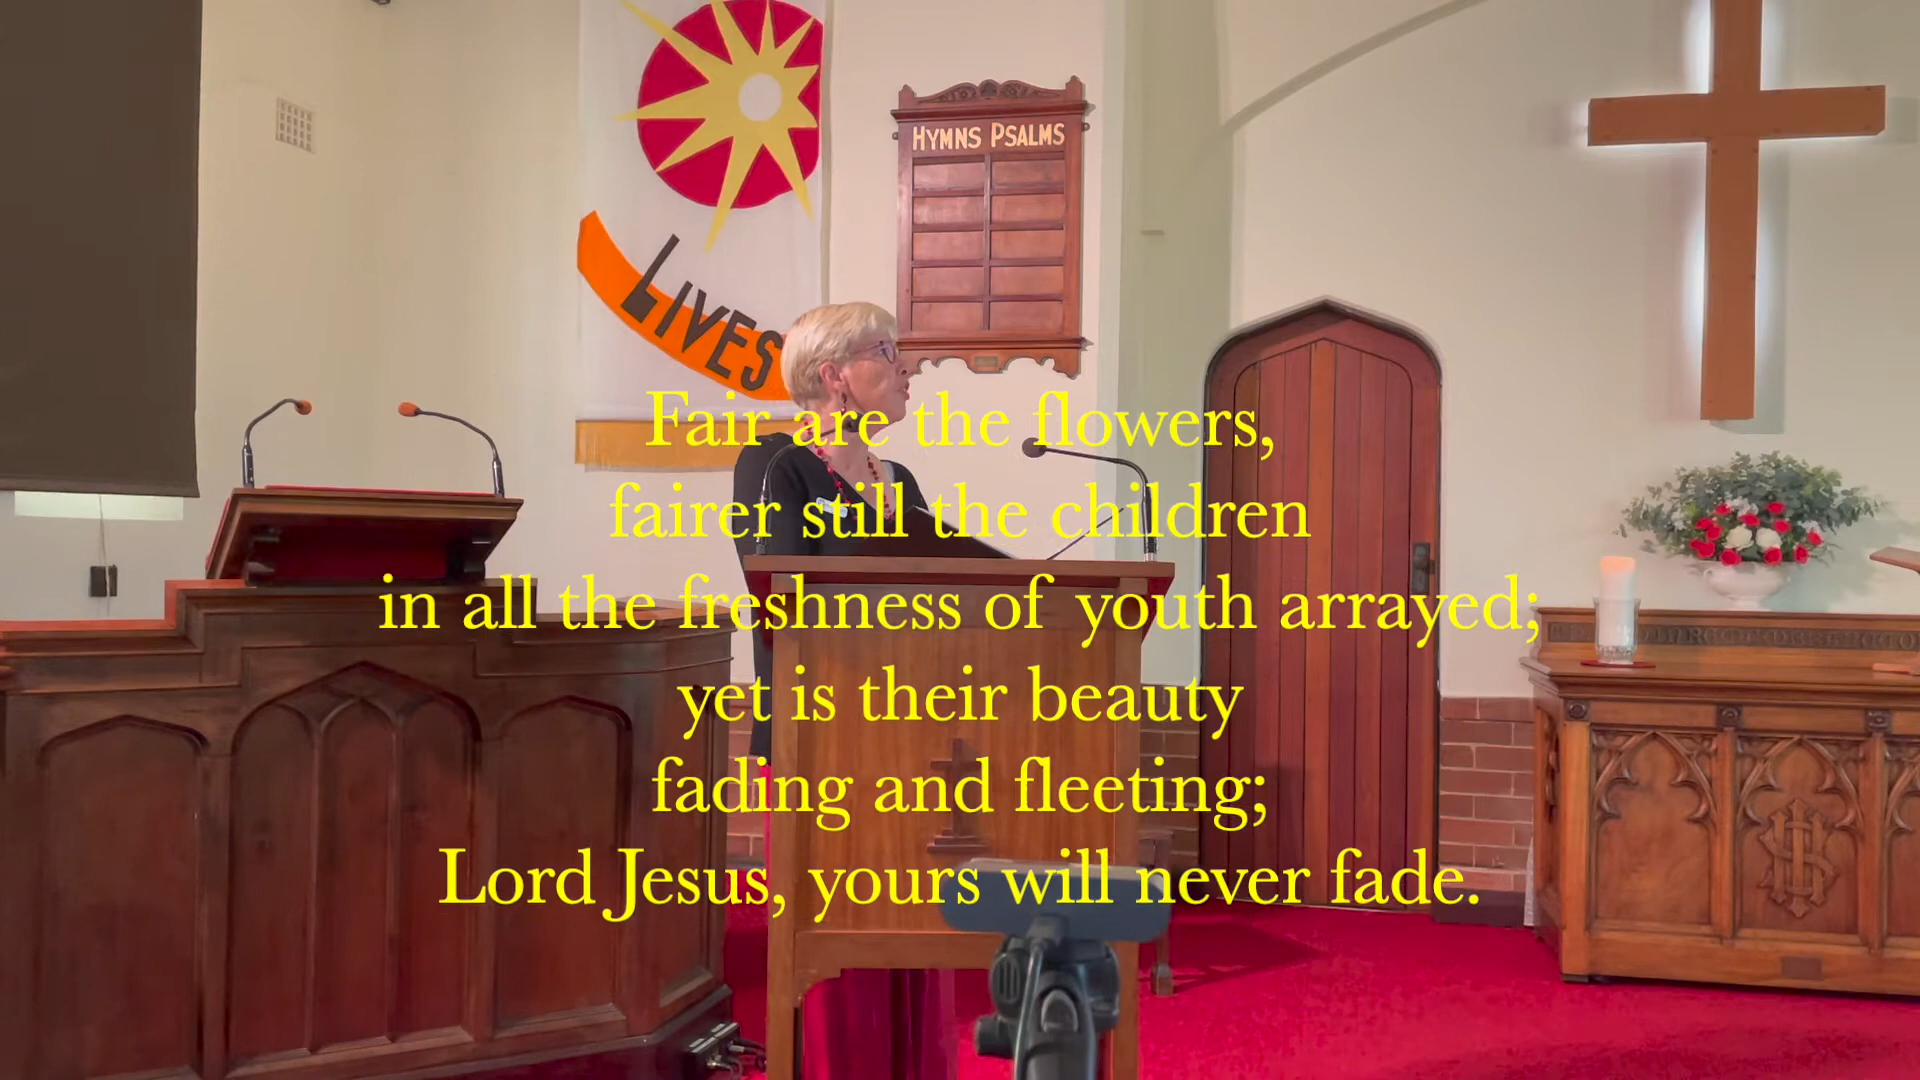 HYMNS PSALMS
LIVES
Fair are the flowers,
fairer still the children
in all the freshness of youth arrayed;
yet is their beauty
fading and fleeting;
Lord Jesus, yours will never fade.
IHS